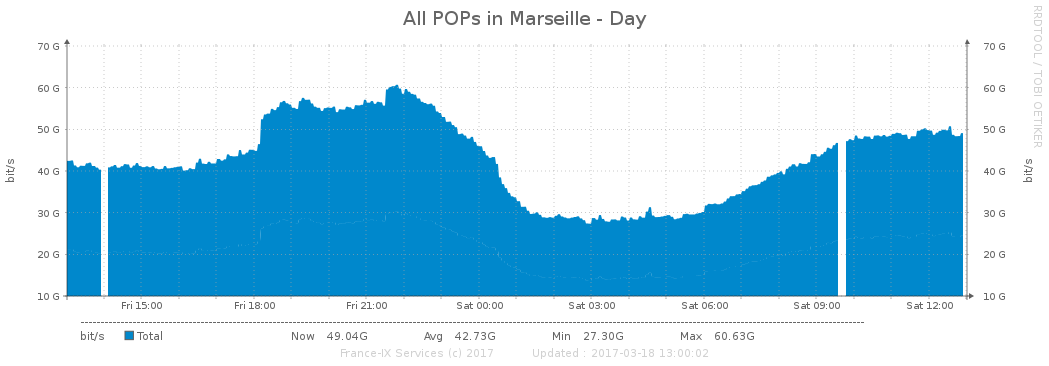 All POPs in Marseille - Day
RRDTOOL / TOBI OETIKER
70 G 70 G
60 G 60 G
50 G 50 G
40 G 40 G
30 G 30 G
20 G 20 G
10 G 10 G
bit/s bit/s
Fri 15:00 Fri 18:00 Fri 21:00 Sat 00:00 Sat 03:00 Sat 06:00 Sat 09:00 Sat 12:00
bit/s Total Now 49.04G Avg 42.73G Min 27.30G Max 60.63G
France-IX Services (c) 2017 Updated : 2017-03-18 13:00:02